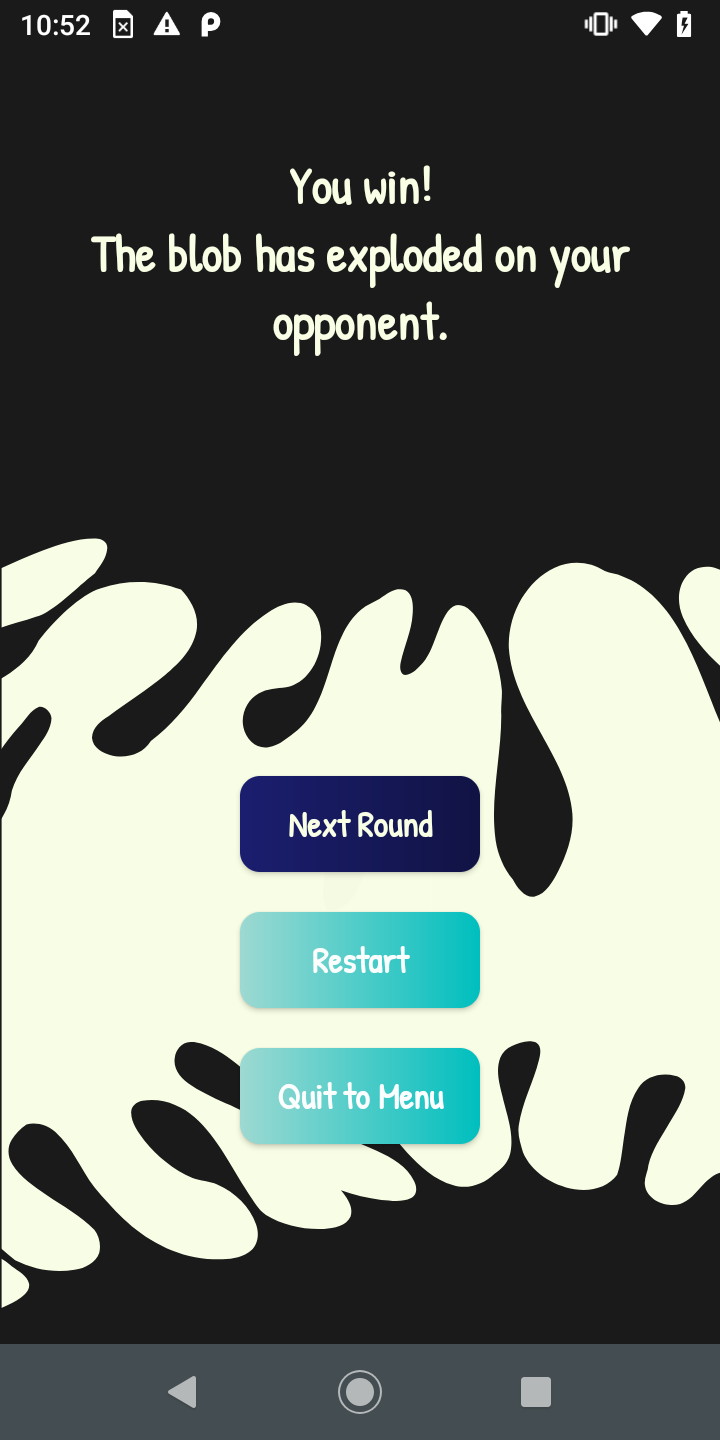 10:52
You win!
The blob has exploded on your
opponent.
Next Round
Restart
Quit to Menu